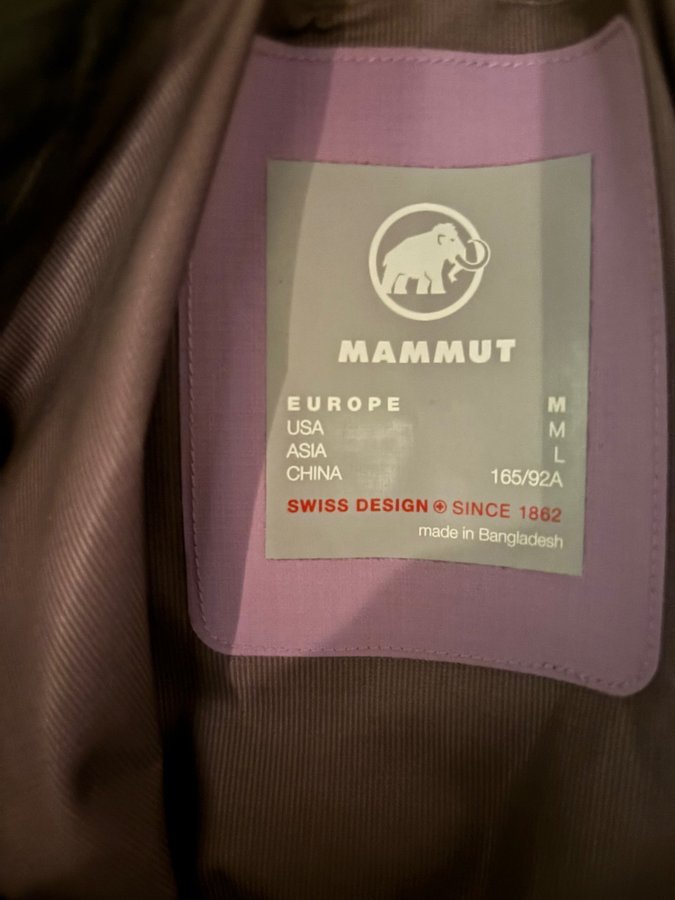 MAMMUT
EUROPE M
USA M
ASIA L
CHINA 165/92A
SWISS DESIGN SINCE 1862
made in Bangladesh